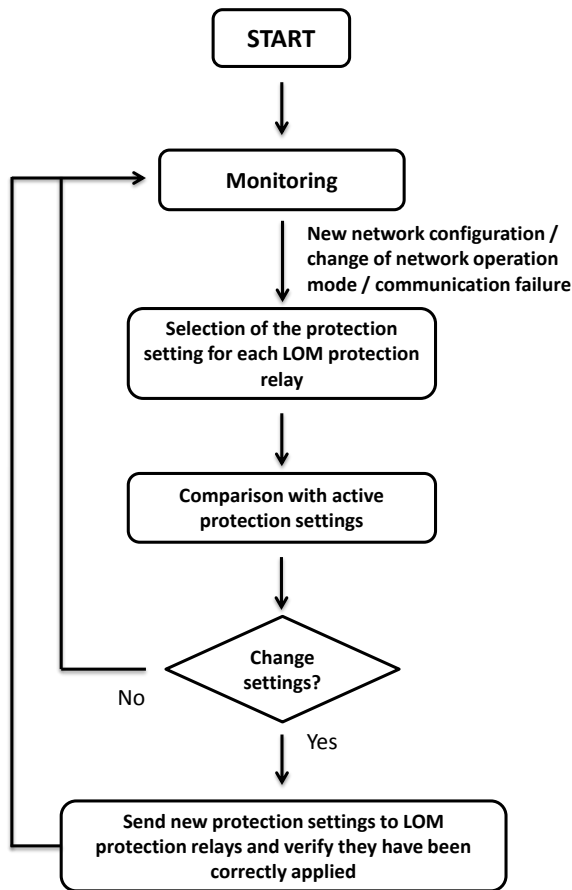 START
Monitoring
New network configuration /
change of network operation
mode / communication failure
Selection of the protection
setting for each LOM protection
relay
Comparison with active
protection settings
Change
settings?
No
Yes
Send new protection settings to LOM
protection relays and verify they have been
correctly applied